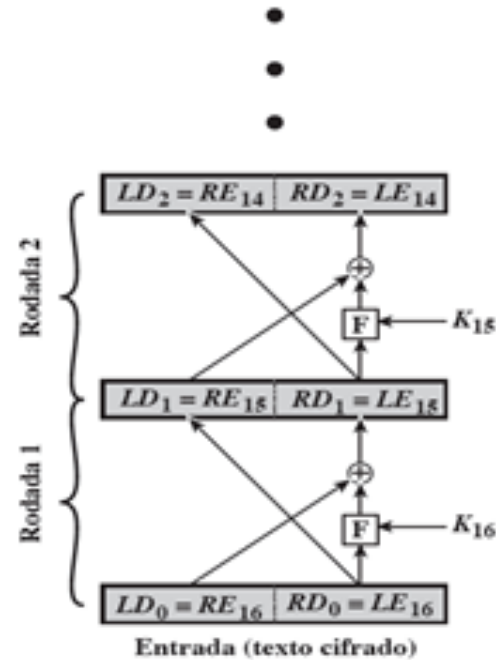 LD₂ = RE₁₄ RD₂ = LE₁₄
Rodada 2
F
K₁₅
LD₁ = RE₁₅ RD₁ = LE₁₅
Rodada 1
F
K₁₆
LD₀ = RE₁₆ RD₀ = LE₁₆
Entrada (texto cifrado)